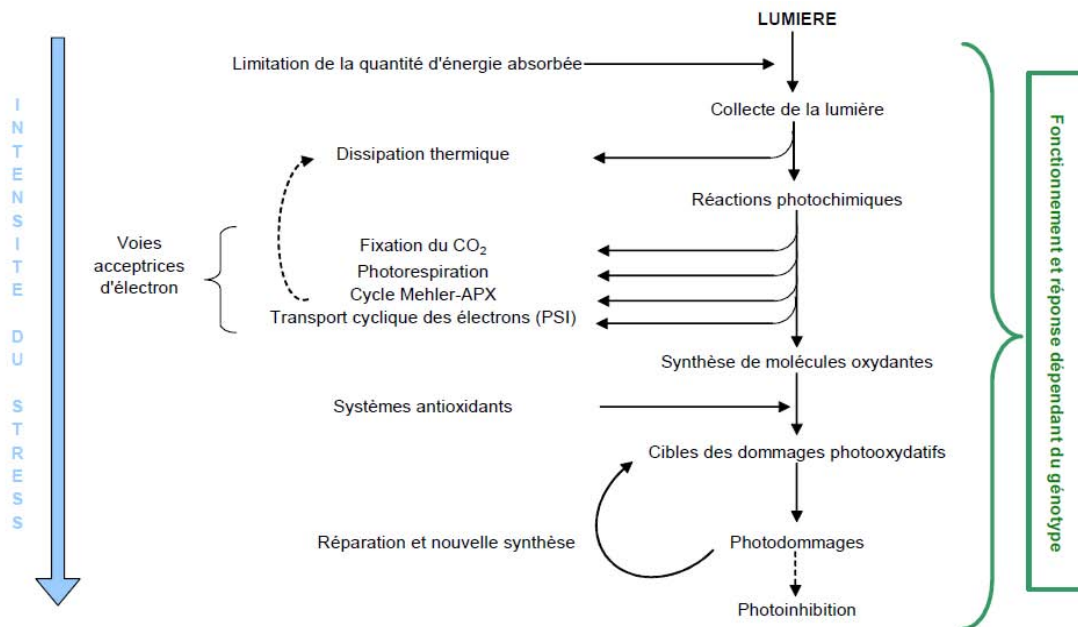 LUMIERE
Limitation de la quantité d'énergie absorbée
Collecte de la lumière
Dissipation thermique
Réactions photochimiques
Voies
acceptrices
d'électron
Fixation du CO₂
Photorespiration
Cycle Mehler-APX
Transport cyclique des électrons (PSI)
Synthèse de molécules oxydantes
Systèmes antioxidants
Cibles des dommages photooxydatifs
Réparation et nouvelle synthèse
Photodommages
Photoinhibition
INTENSITE DU STRESS
Fonctionnement et réponse dépendant du génotype